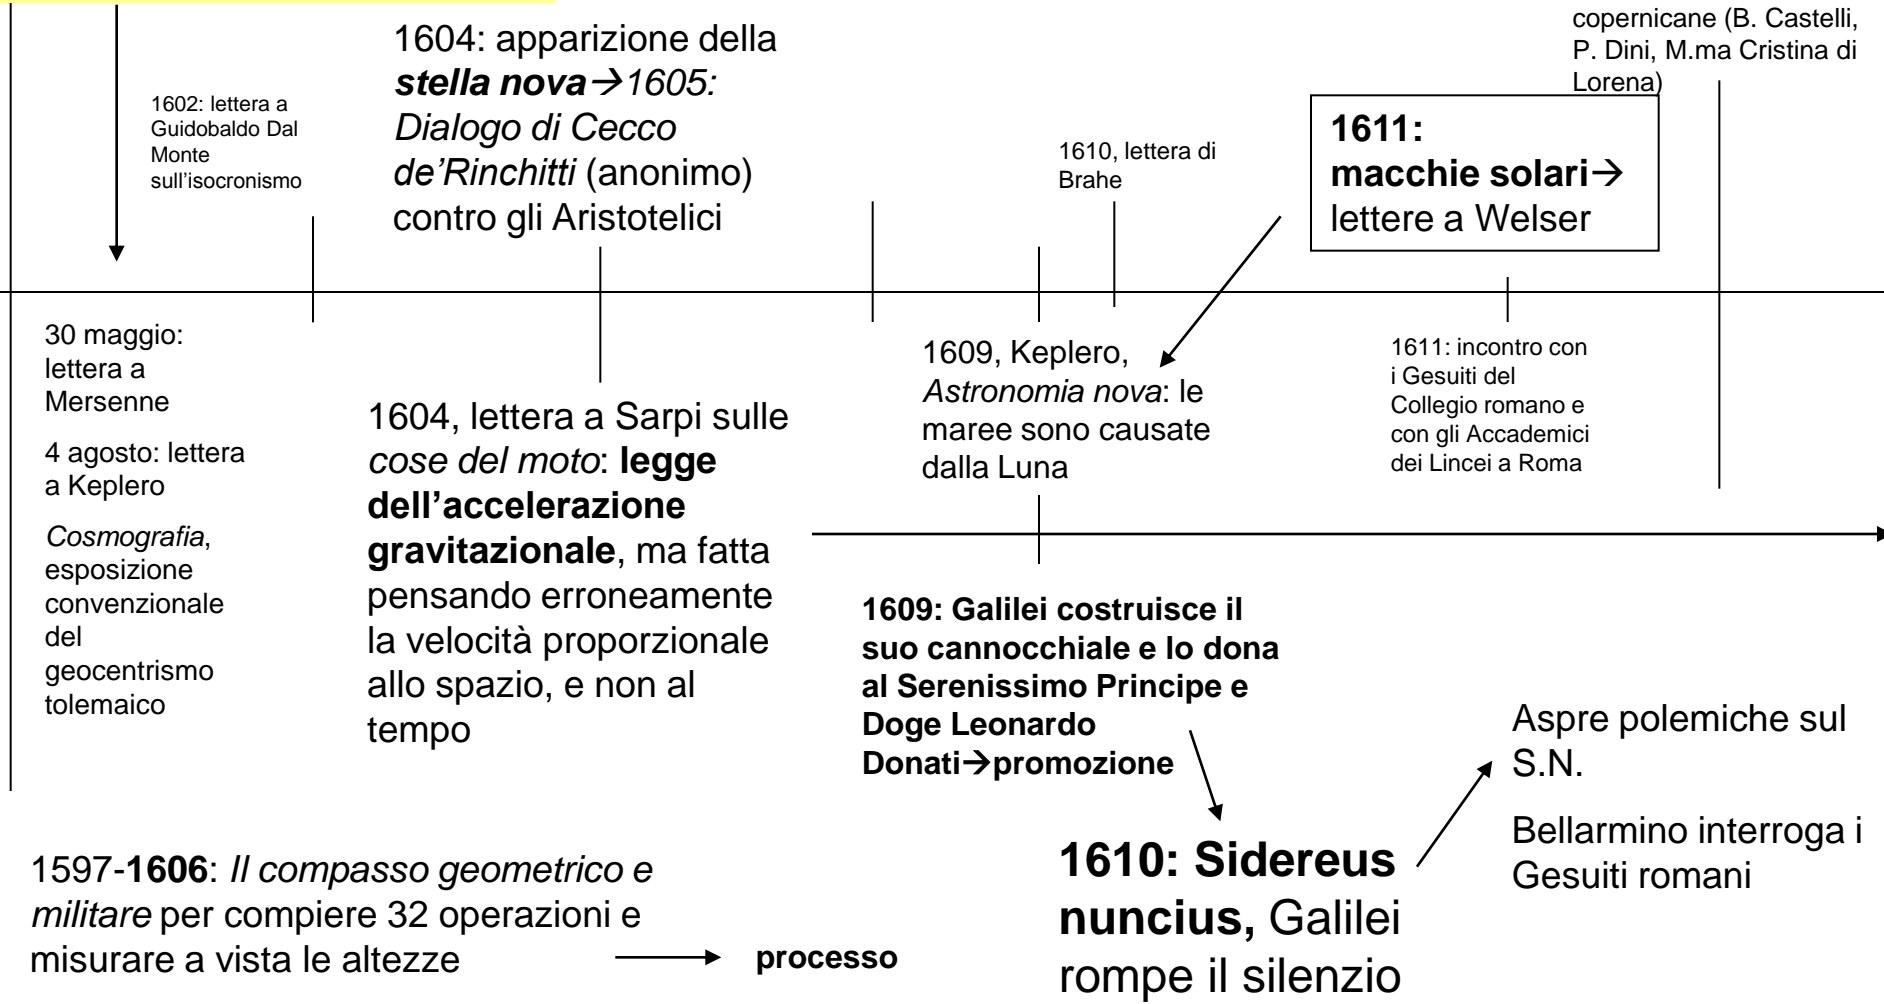 1602: lettera a
Guidobaldo Dal
Monte
sull'isocronismo
1604: apparizione della
stella nova→1605:
Dialogo di Cecco
de'Rinchitti (anonimo)
contro gli Aristotelici
1610, lettera di
Brahe
1611:
macchie solari→
lettere a Welser
copernicane (B. Castelli,
P. Dini, M.ma Cristina di
Lorena)
30 maggio:
lettera a
Mersenne
4 agosto: lettera
a Keplero
Cosmografia,
esposizione
convenzionale
del
geocentrismo
tolemaico
1604, lettera a Sarpi sulle
cose del moto: legge
dell'accelerazione
gravitazionale, ma fatta
pensando erroneamente
la velocità proporzionale
allo spazio, e non al
tempo
1609, Keplero,
Astronomia nova: le
maree sono causate
dalla Luna
1611: incontro con
i Gesuiti del
Collegio romano e
con gli Accademici
dei Lincei a Roma
1609: Galilei costruisce il
suo cannocchiale e lo dona
al Serenissimo Principe e
Doge Leonardo
Donati→promozione
1597-1606: Il compasso geometrico e
militare per compiere 32 operazioni e
misurare a vista le altezze
processo
1610: Sidereus
nuncius, Galilei
rompe il silenzio
Aspre polemiche sul
S.N.
Bellarmino interroga i
Gesuiti romani